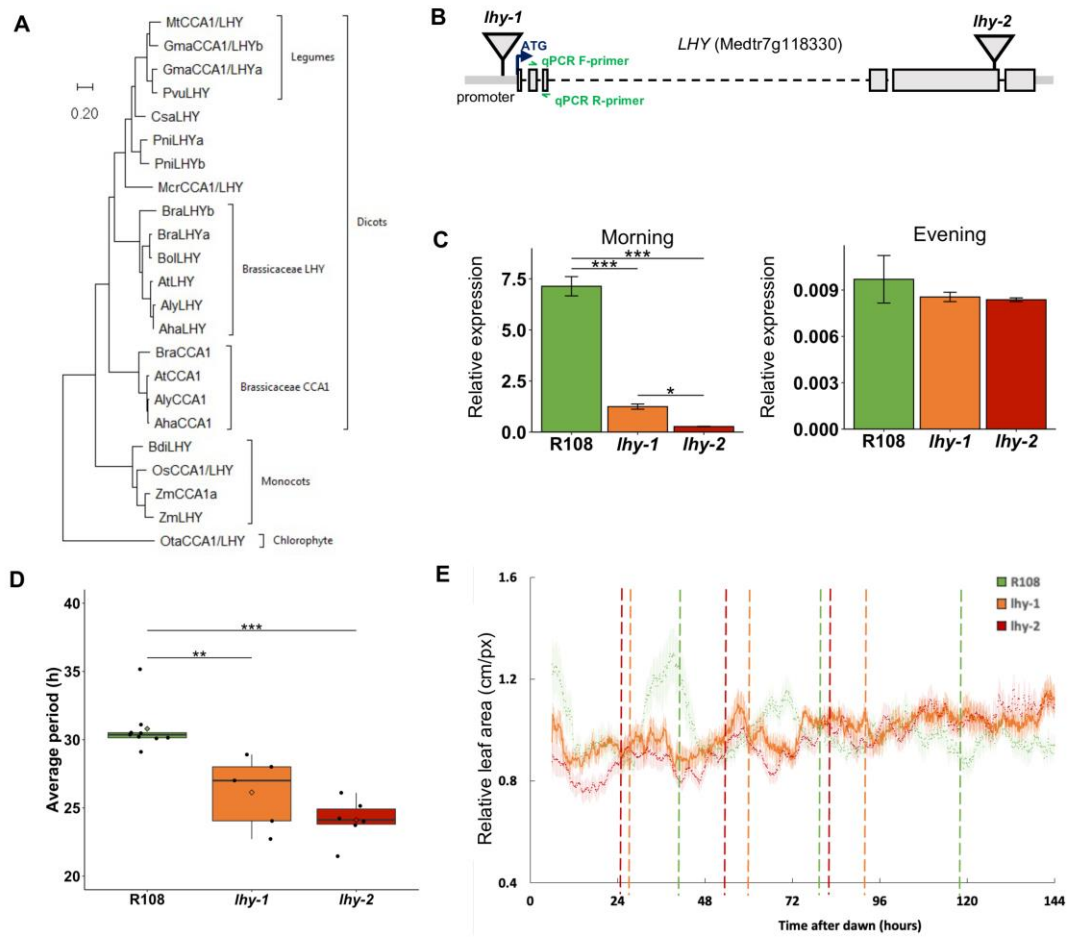 A
MtCCA1/LHY
GmaCCA1/LHYb
GmaCCA1/LHYa
PvuLHY
CsaLHY
PniLHYa
PniLHYb
McrCCA1/LHY
BraLHYb
BraLHYa
BolLHY
AtLHY
AlyLHY
AhaLHY
BraCCA1
AtCCA1
AlyCCA1
AhaCCA1
BdiLHY
OsCCA1/LHY
ZmCCA1a
ZmLHY
OtaCCA1/LHY
0.20
Legumes
Brassicaceae LHY
Brassicaceae CCA1
Dicots
Monocots
Chlorophyte
B
lhy-1
lhy-2
ATG
LHY (Medtr7g118330)
qPCR F-primer
promoter
qPCR R-primer
C
Morning
***
***
*
Relative expression
7.5
5.0
2.5
0.0
R108 lhy-1 lhy-2
Evening
Relative expression
0.009
0.006
0.003
0.000
R108 lhy-1 lhy-2
D
Average period (h)
40
35
30
25
20
***
**
R108 lhy-1 lhy-2
E
Relative leaf area (cm/px)
1.6
1.2
0.8
0.4
R108
lhy-1
lhy-2
0 24 48 72 96 120 144
Time after dawn (hours)